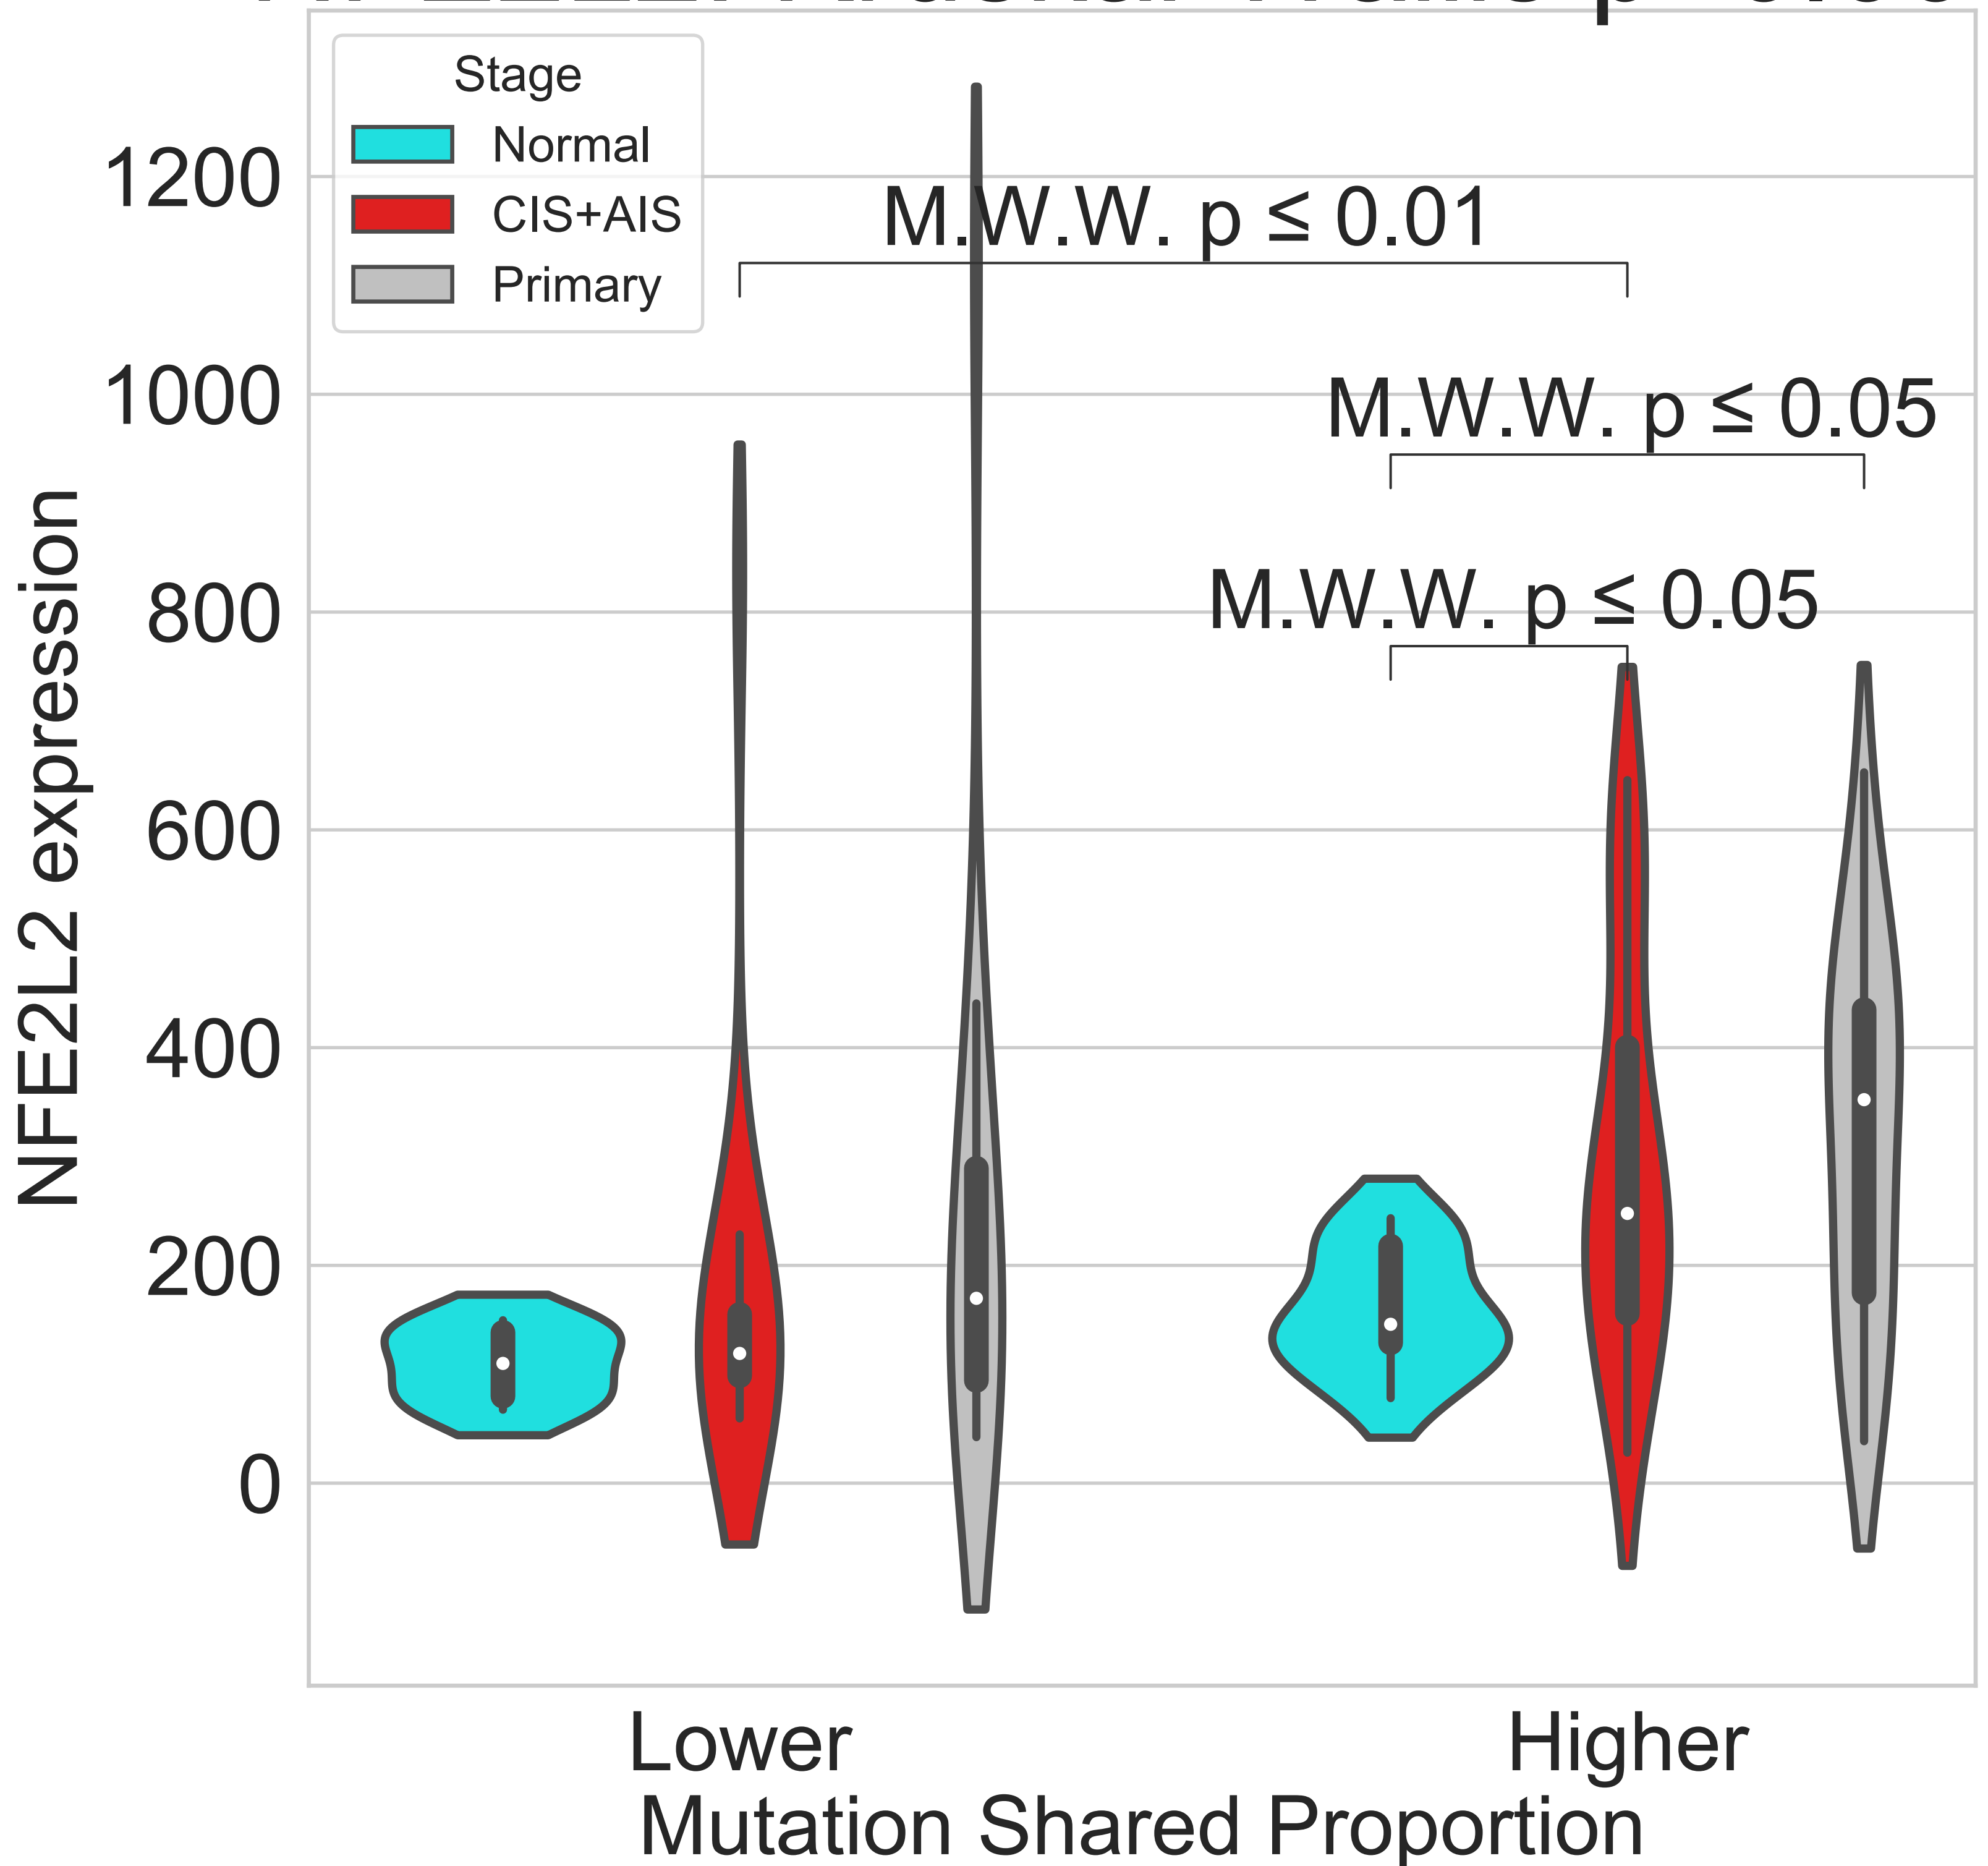 Stage
Normal
CIS+AIS
Primary
1200
1000
800
600
400
200
0
NFE2L2 expression
M.W.W. p ≤ 0.01
M.W.W. p ≤ 0.05
M.W.W. p ≤ 0.05
Lower
Higher
Mutation Shared Proportion